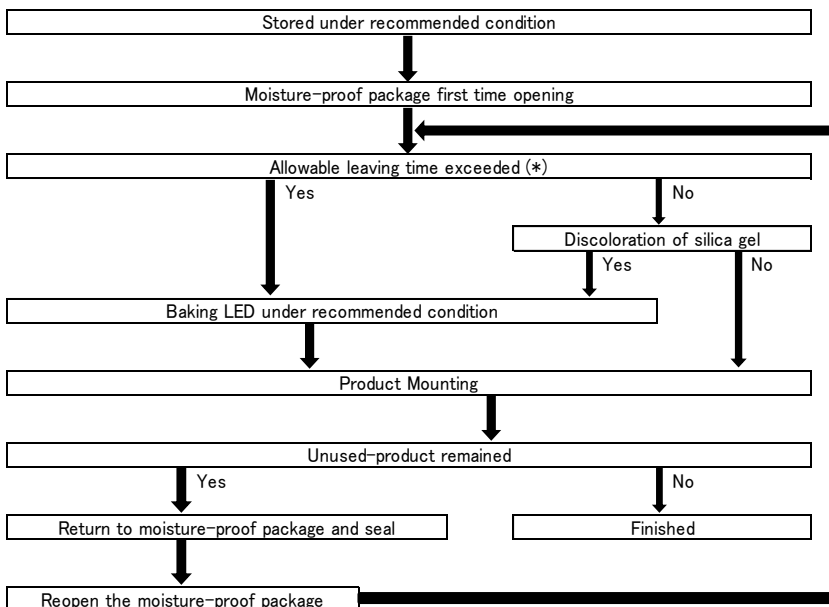 Stored under recommended condition
Moisture-proof package first time opening
Allowable leaving time exceeded (*)
Yes
No
Discoloration of silica gel
Yes
No
Baking LED under recommended condition
Product Mounting
Unused-product remained
Yes
No
Return to moisture-proof package and seal
Finished
Reopen the moisture-proof package